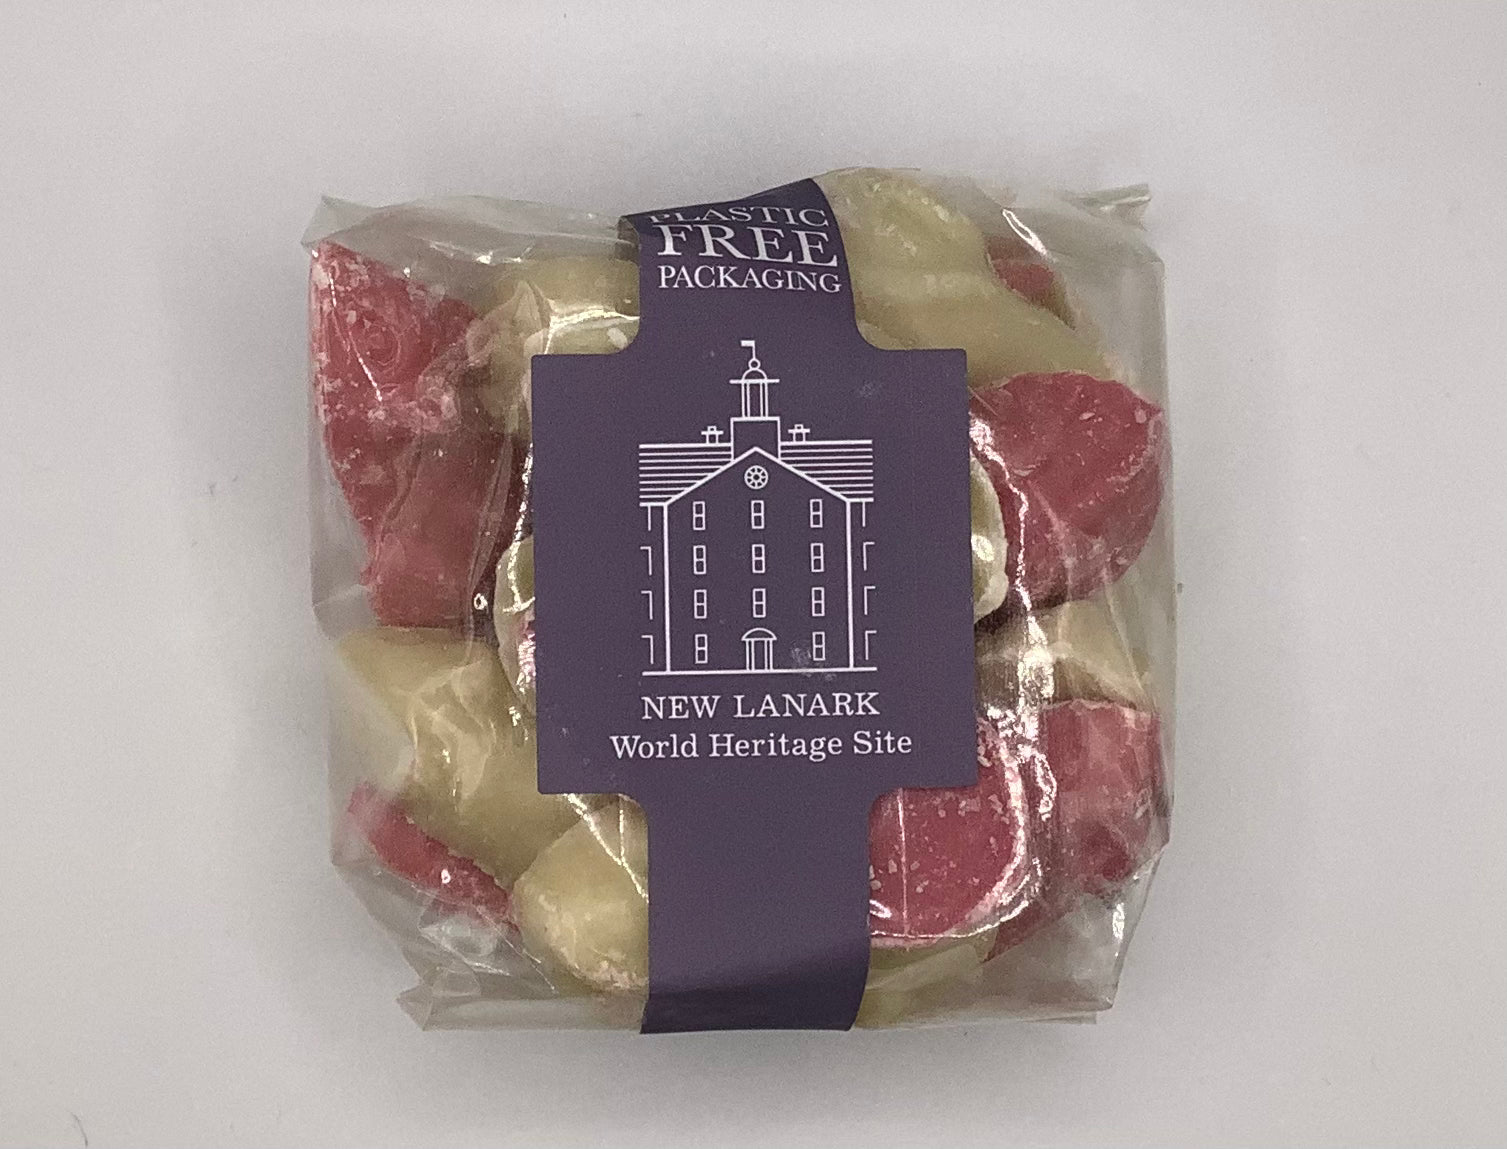 PLASTIC
FREE
PACKAGING
NEW LANARK
World Heritage Site